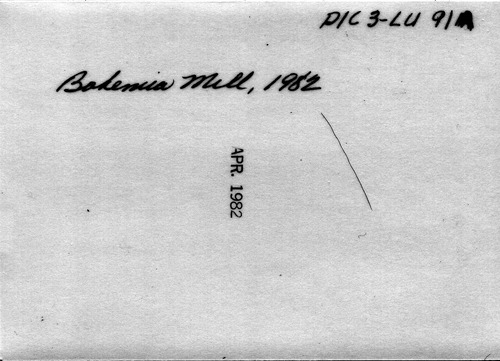 PIC 3-LU 91
Bohemia Mill, 1982
APR. 1982